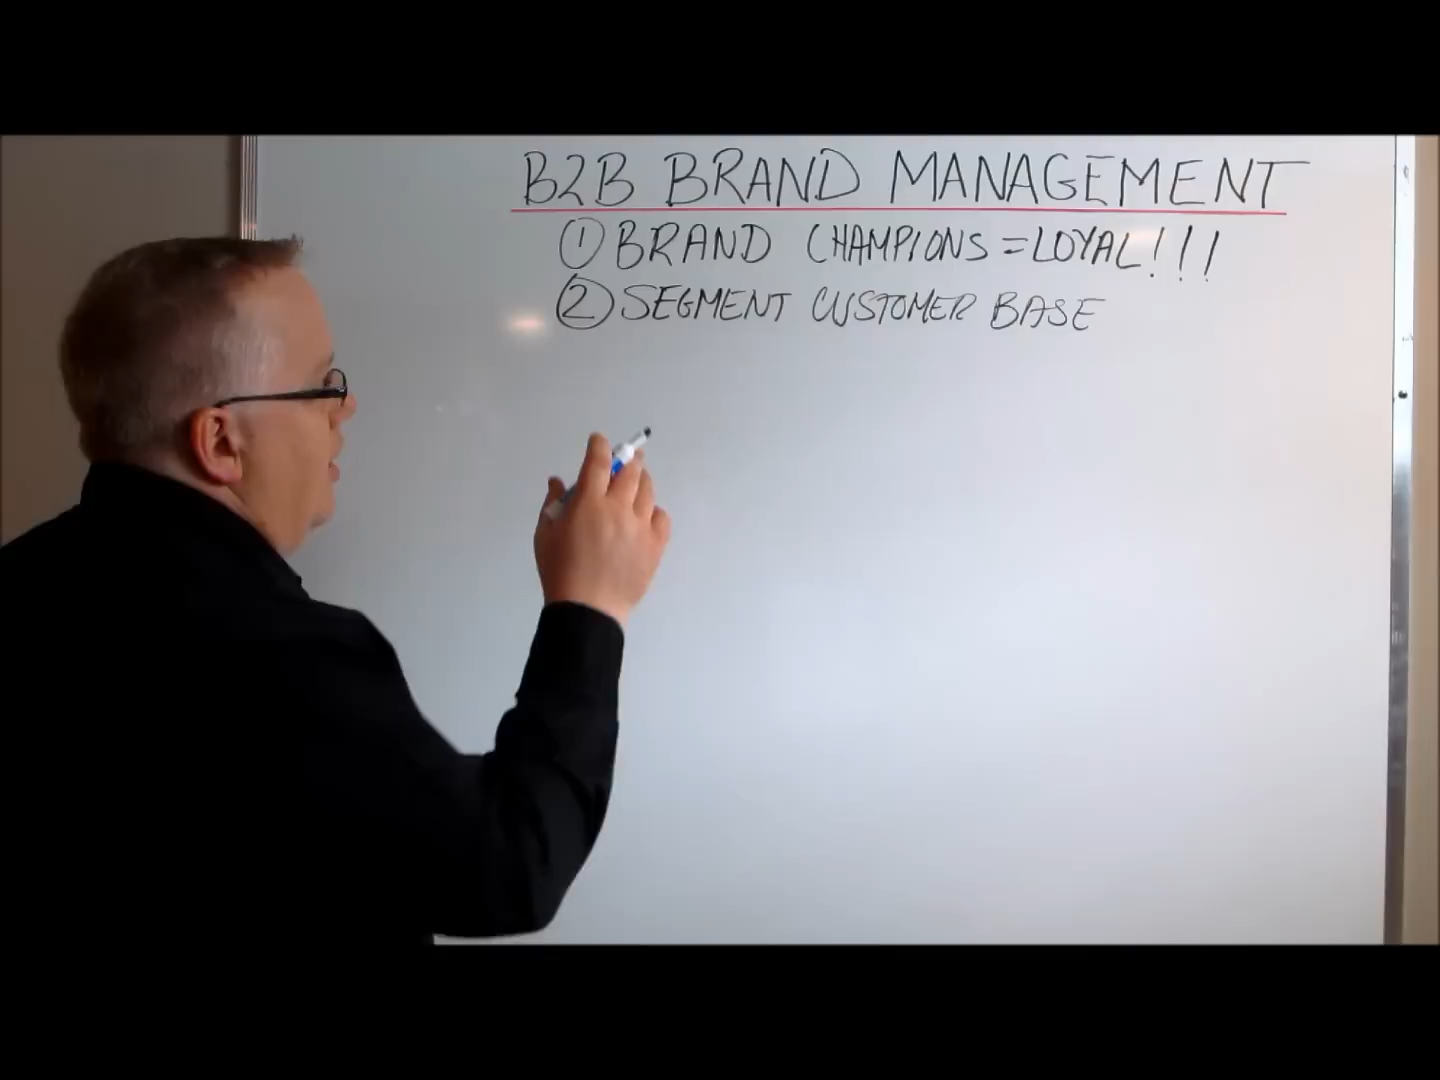 B2B BRAND MANAGEMENT
① BRAND CHAMPIONS = LOYAL!!!
② SEGMENT CUSTOMER BASE